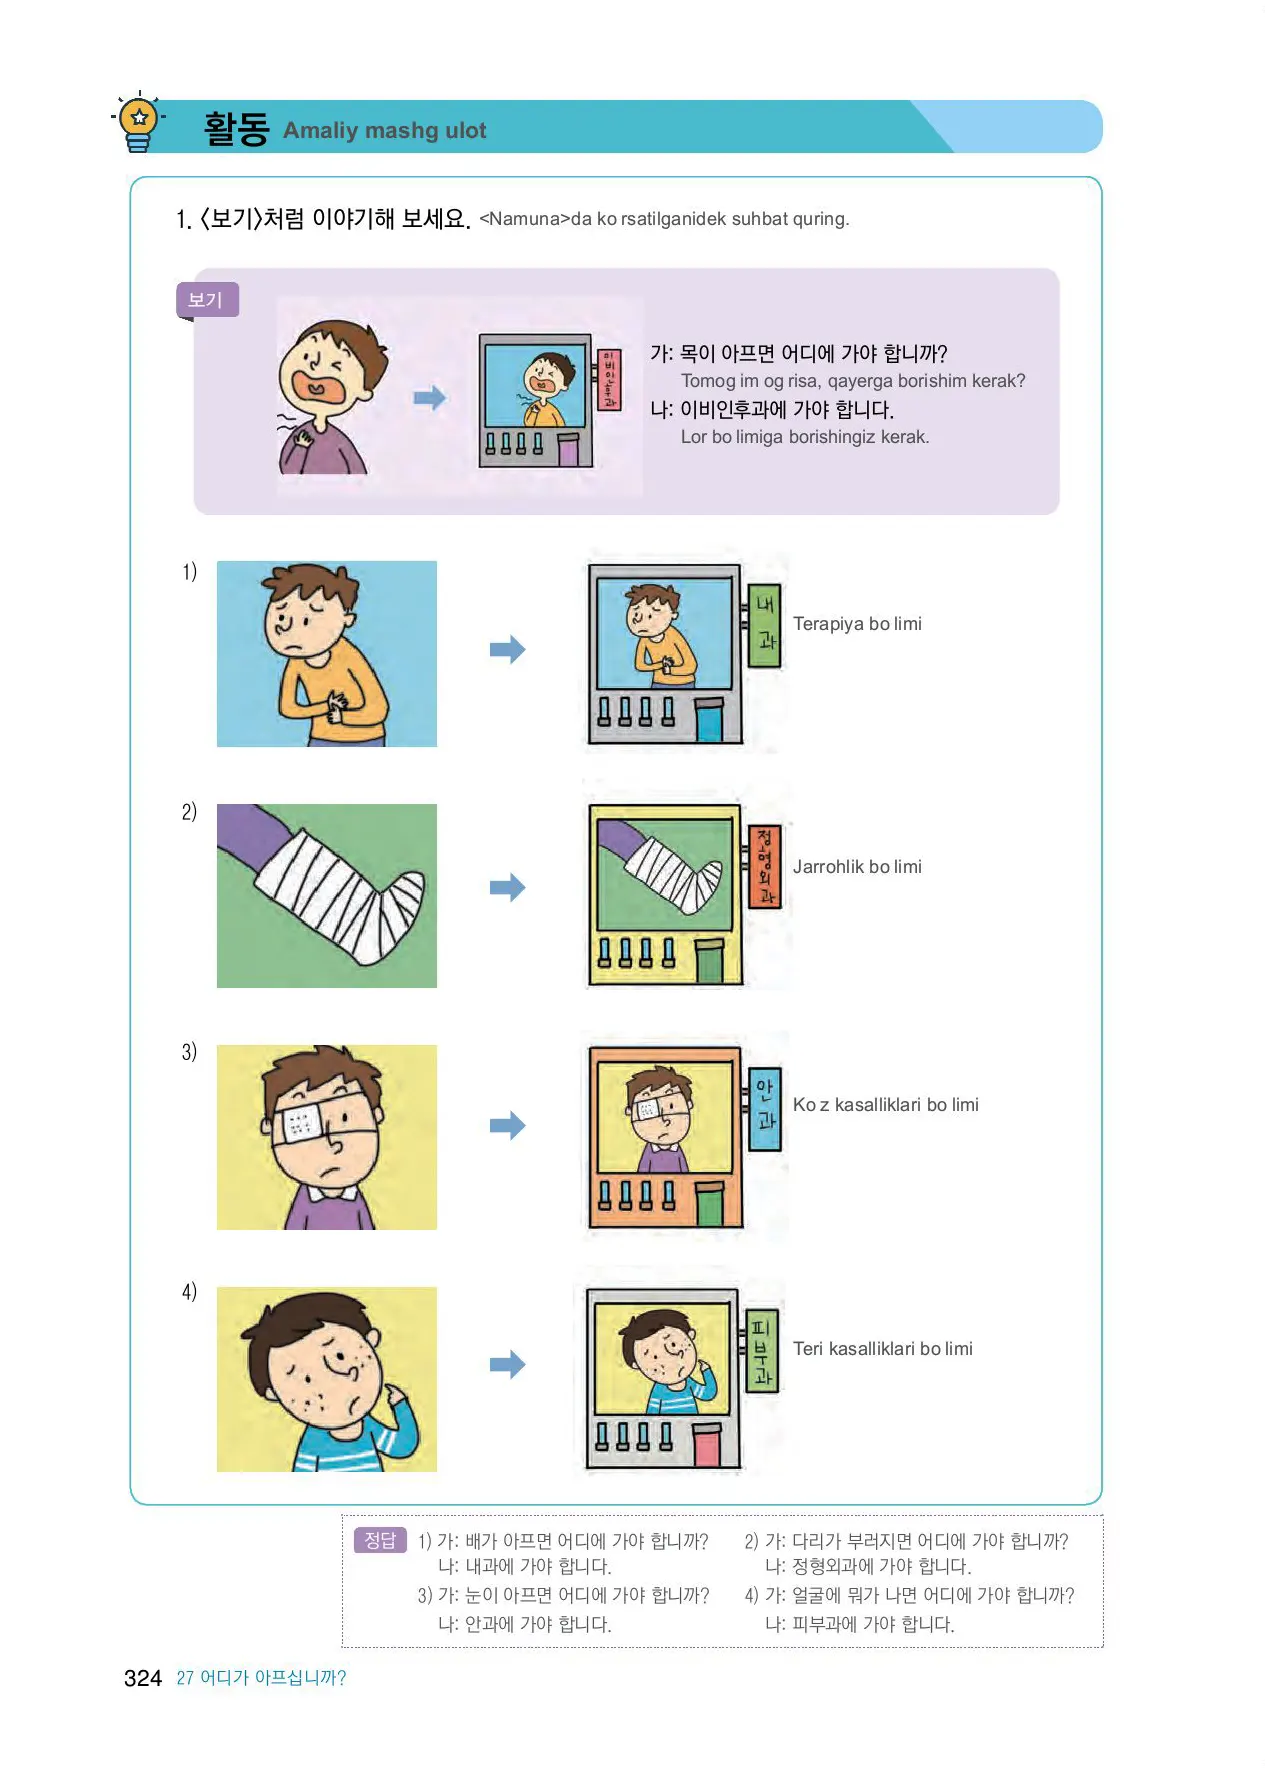 활동 Amaliy mashg ulot
1. <보기>처럼 이야기해 보세요. <Namuna>da ko rsatilganidek suhbat quring.
보기
이비인후과
가: 목이 아프면 어디에 가야 합니까?
Tomog im og risa, qayerga borishim kerak?
나: 이비인후과에 가야 합니다.
Lor bo limiga borishingiz kerak.
1)
내과
Terapiya bo limi
2)
정형외과
Jarrohlik bo limi
3)
안과
Ko z kasalliklari bo limi
4)
피부과
Teri kasalliklari bo limi
정답
1) 가: 배가 아프면 어디에 가야 합니까?
나: 내과에 가야 합니다.
2) 가: 다리가 부러지면 어디에 가야 합니까?
나: 정형외과에 가야 합니다.
3) 가: 눈이 아프면 어디에 가야 합니까?
나: 안과에 가야 합니다.
4) 가: 얼굴에 뭐가 나면 어디에 가야 합니까?
나: 피부과에 가야 합니다.
324 27 어디가 아프십니까?